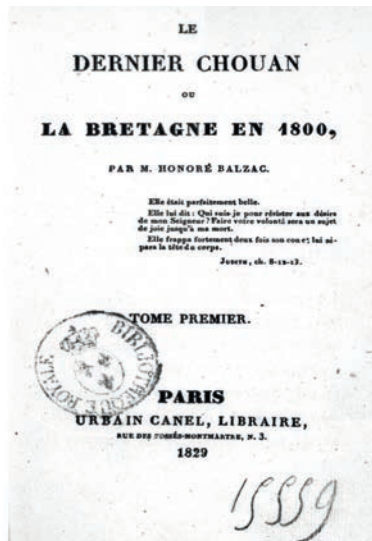 LE
DERNIER CHOUAN
OU
LA BRETAGNE EN 1800,
PAR M. HONORÉ BALZAC.
Elle était parfaitement belle.
Elle lui dit : Qui suis-je pour résister aux désirs
de mon Seigneur ? Faire votre volonté sera un sujet
de joie jusqu'à ma mort.
Elle frappa fortement deux fois son cou et lui sé-
para la tête du corps.
JUDITH, ch. 8-12-13.
TOME PREMIER.
BIBLIOTHEQUE ROYALE
PARIS
URBAIN CANEL, LIBRAIRE,
RUE DES FOSSÉS-MONTMARTRE, N. 3.
1829
15559